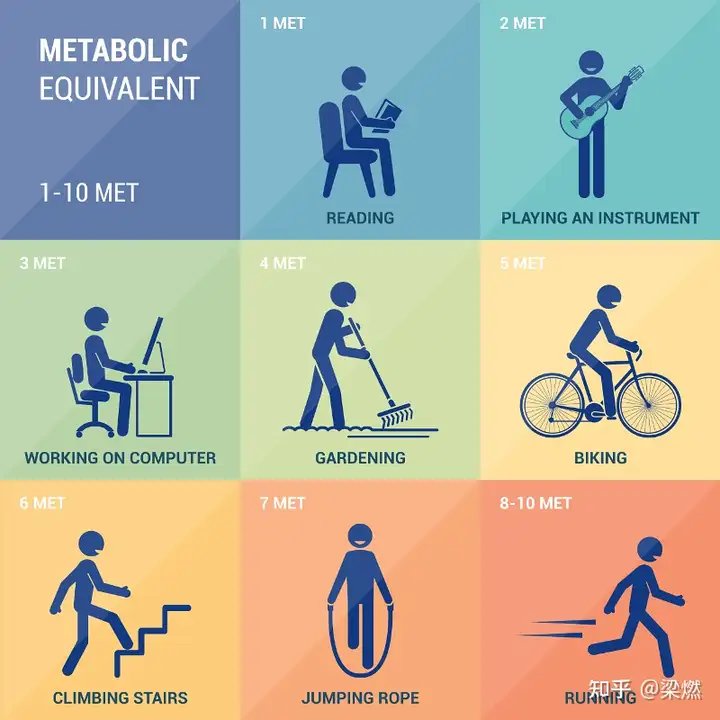 METABOLIC
EQUIVALENT
1-10 MET
1 MET
READING
2 MET
PLAYING AN INSTRUMENT
3 MET
WORKING ON COMPUTER
4 MET
GARDENING
5 MET
BIKING
6 MET
CLIMBING STAIRS
7 MET
JUMPING ROPE
8-10 MET
RUNNING
知乎 @梁燃